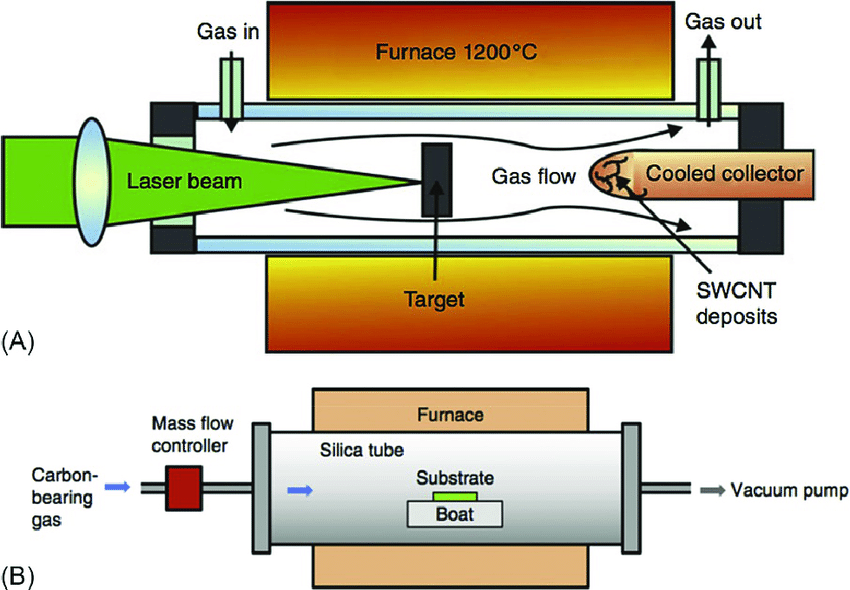 Gas in
Gas out
Furnace 1200°C
Laser beam
Gas flow
Cooled collector
Target
SWCNT
deposits
(A)
Mass flow
controller
Furnace
Silica tube
Carbon-
bearing
gas
Substrate
Boat
Vacuum pump
(B)